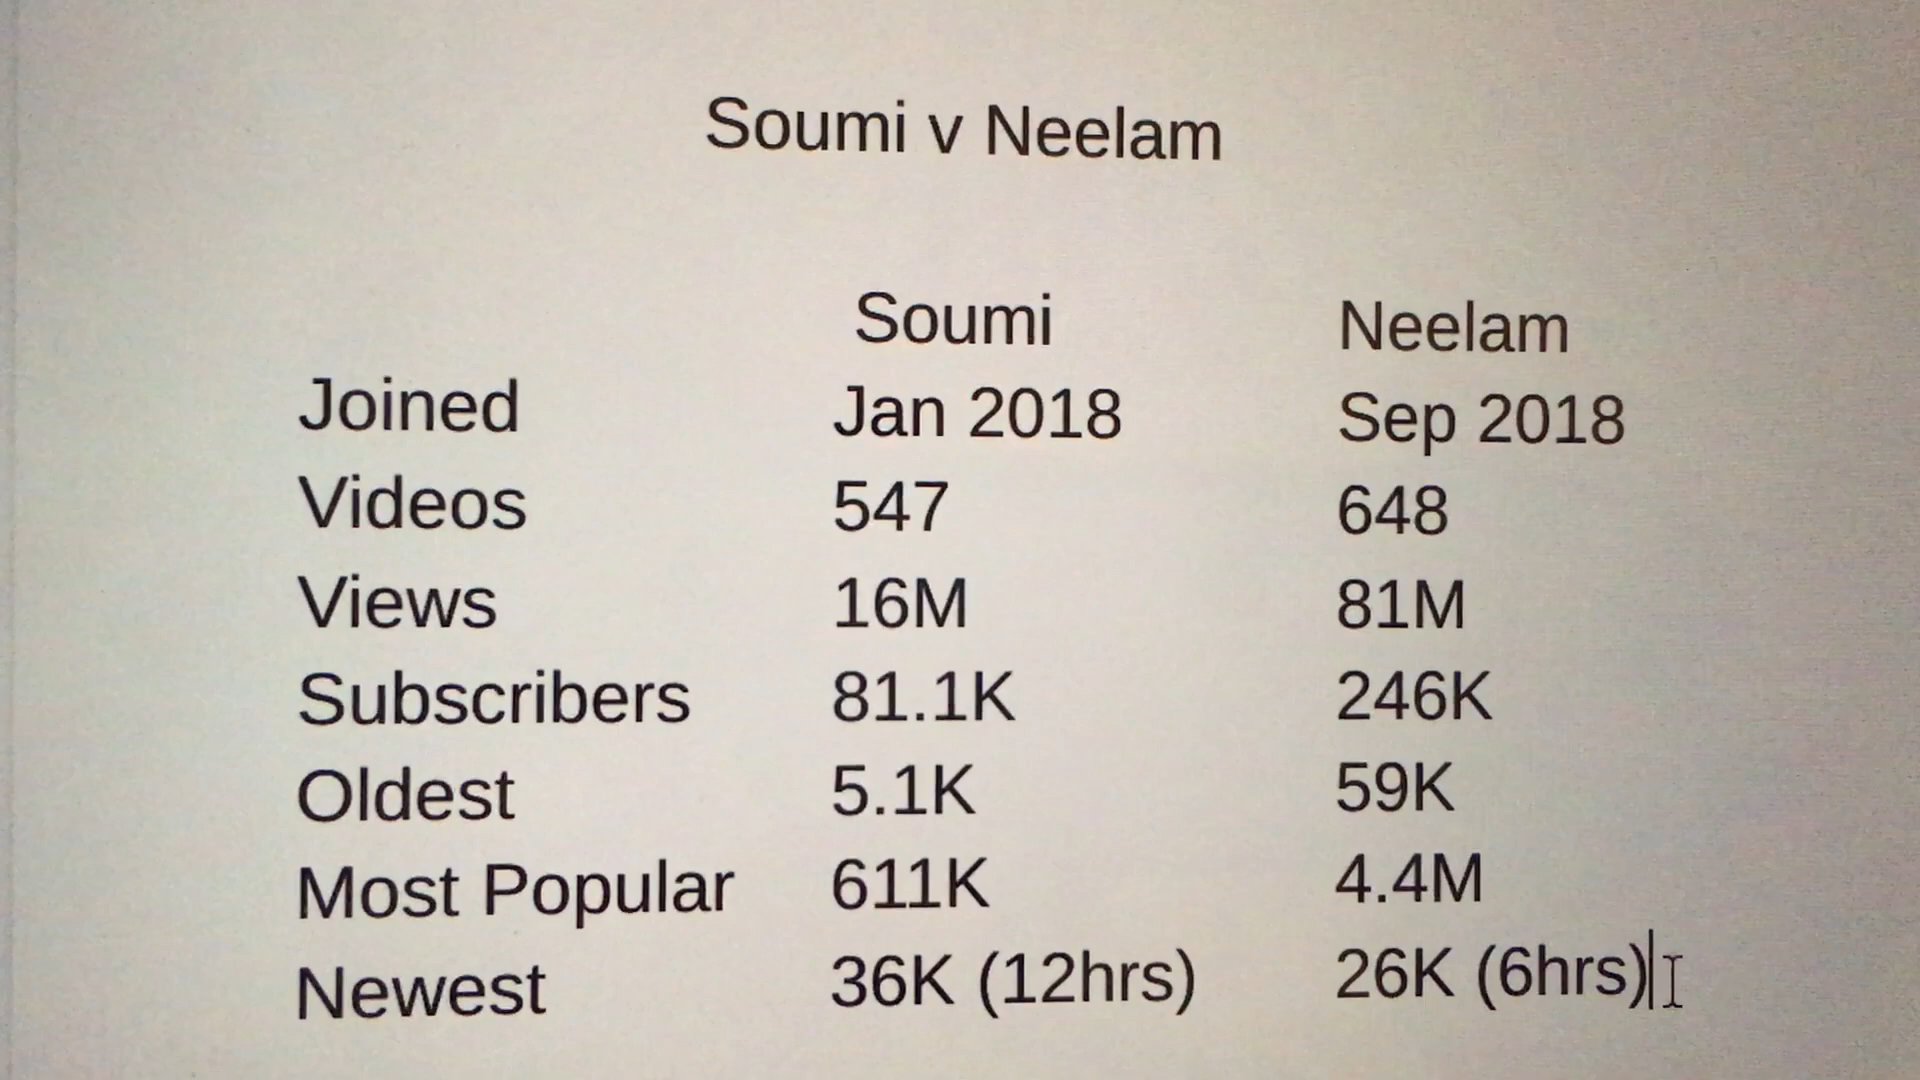 Soumi v Neelam
Soumi Neelam
Joined Jan 2018 Sep 2018
Videos 547 648
Views 16M 81M
Subscribers 81.1K 246K
Oldest 5.1K 59K
Most Popular 611K 4.4M
Newest 36K (12hrs) 26K (6hrs)